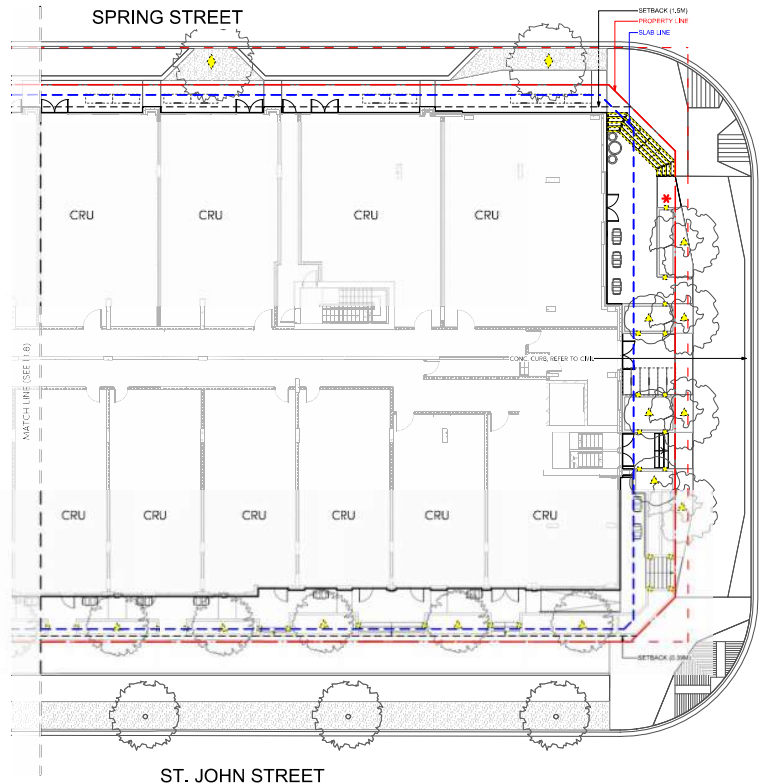 SPRING STREET
SETBACK (1.5M)
PROPERTY LINE
SLAB LINE
CRU
CRU
CRU
CRU
*
MATCH LINE (SEE L1.6)
CONC. CURB, REFER TO CIVIL
CRU
CRU
CRU
CRU
CRU
CRU
SETBACK (0.39M)
ST. JOHN STREET